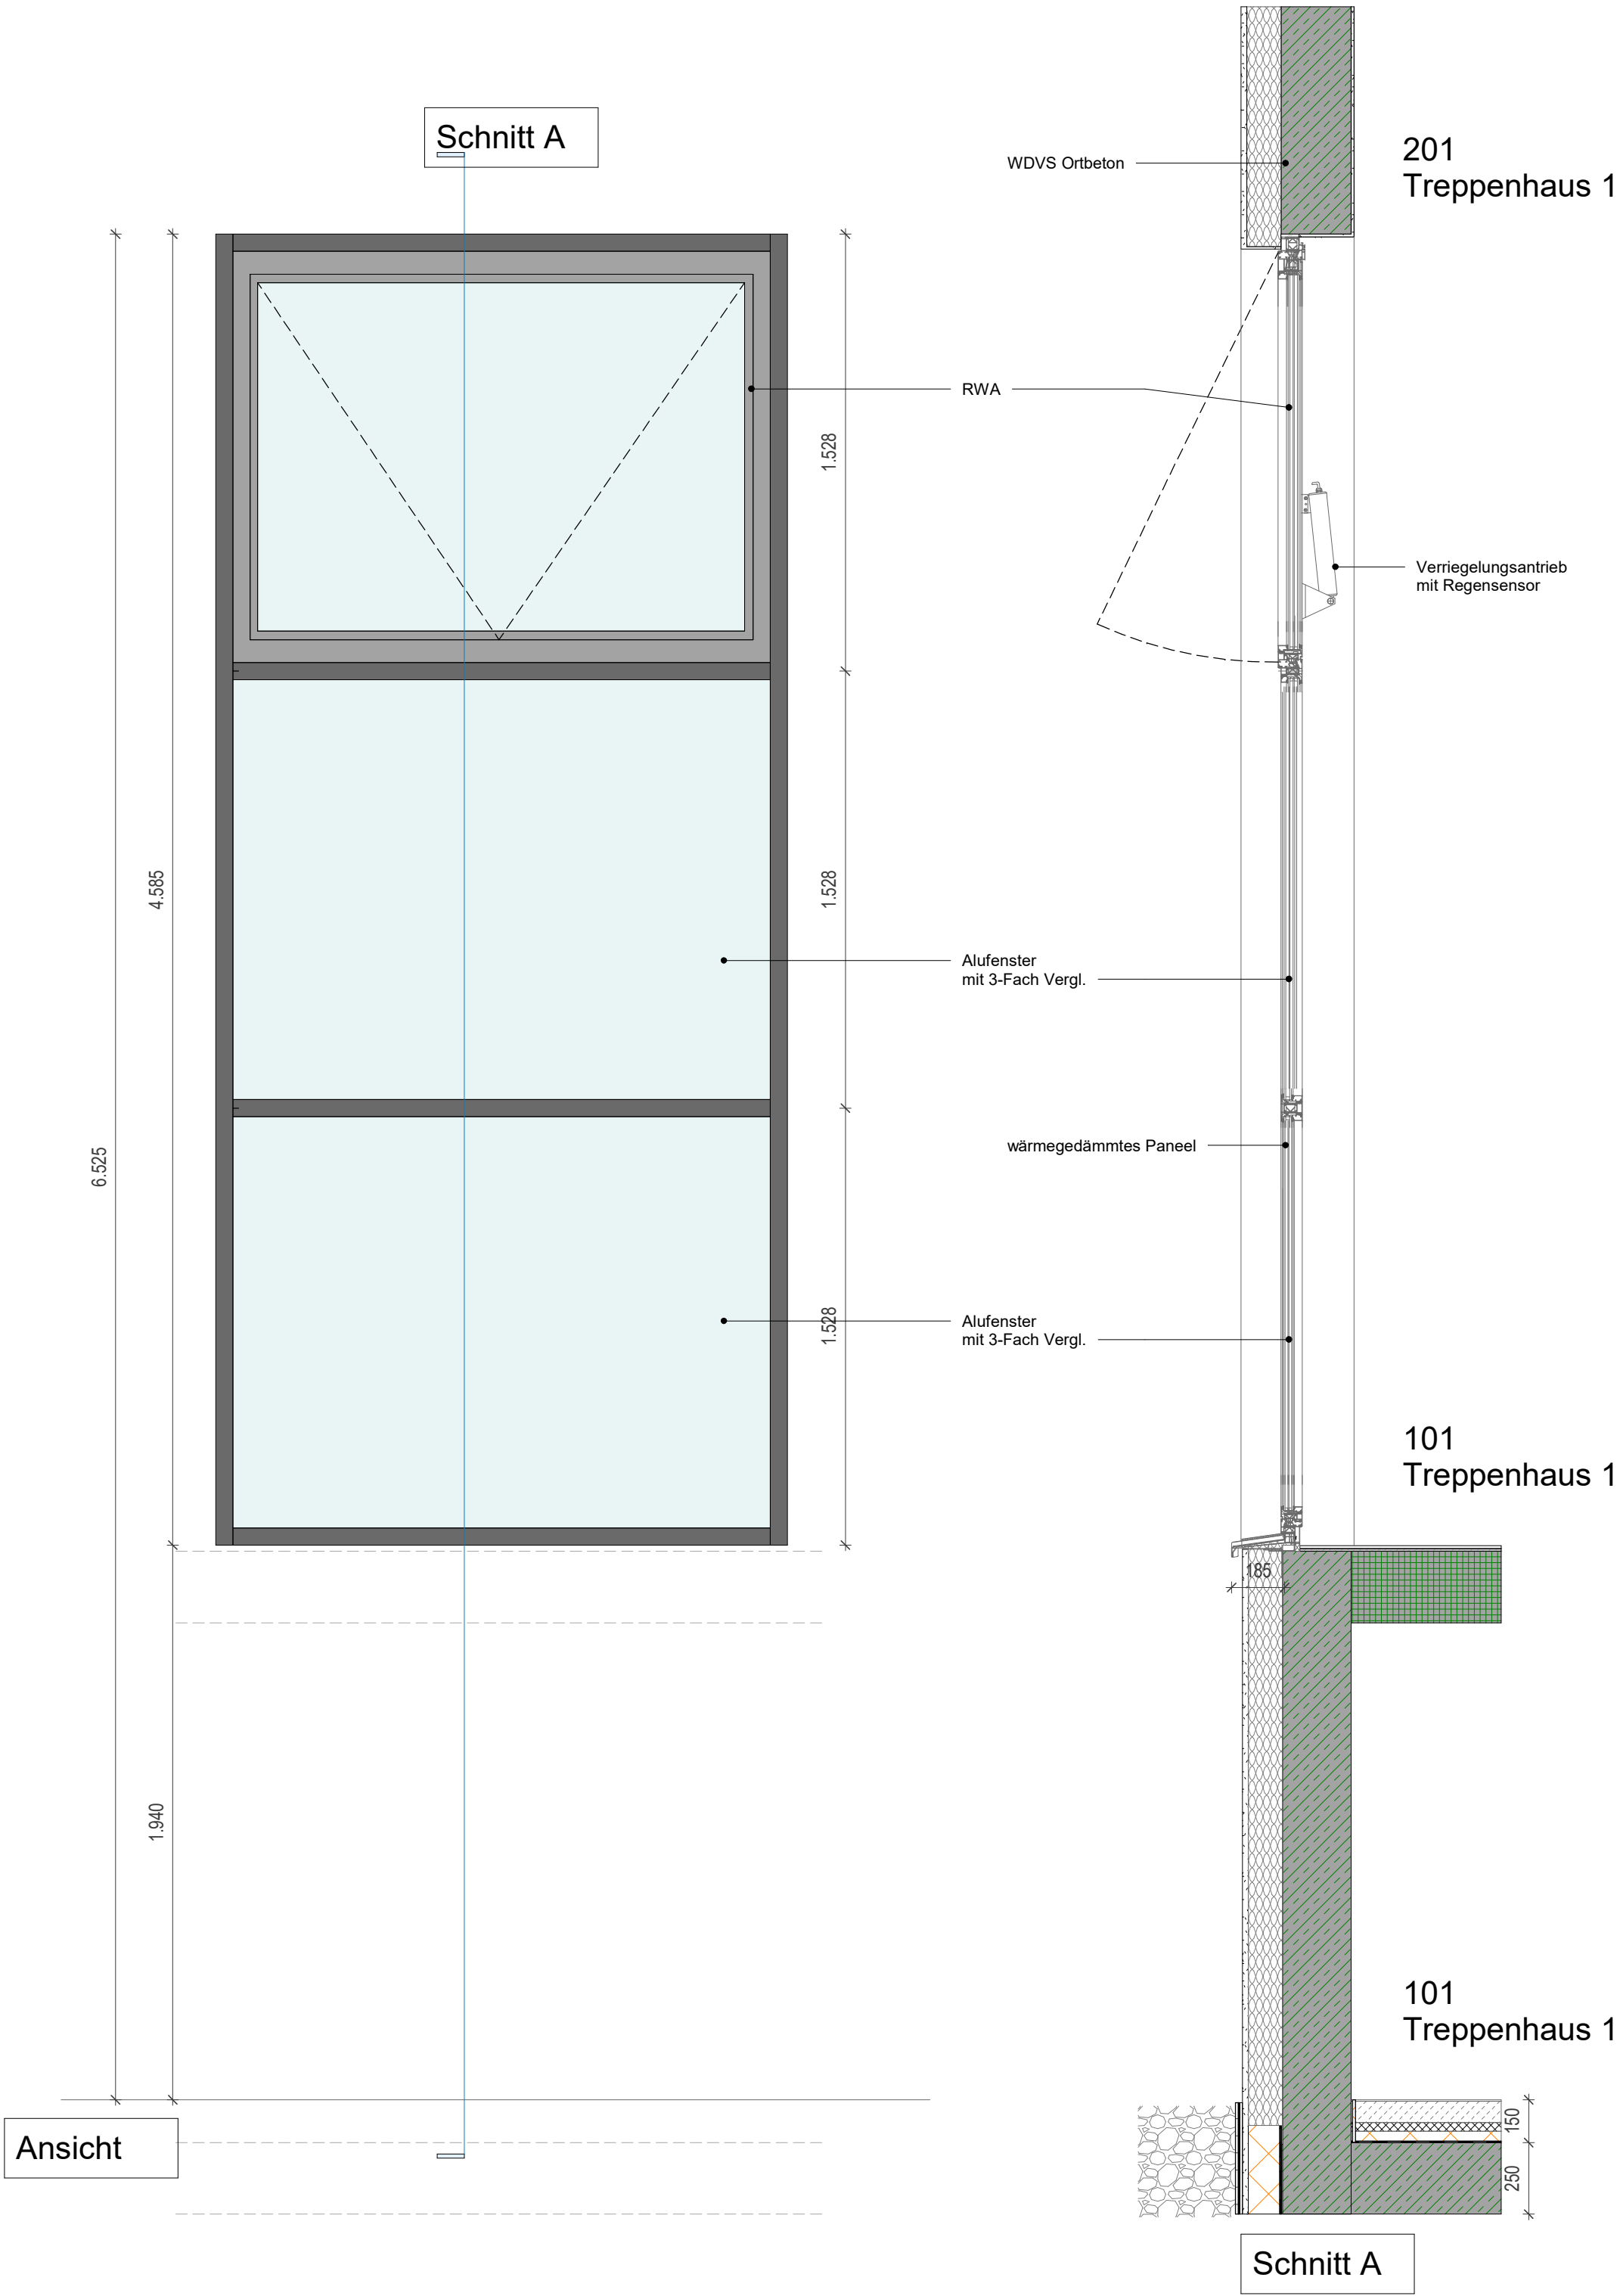 Schnitt A
201
Treppenhaus 1
WDVS Ortbeton
RWA
1.528
Verriegelungsantrieb
mit Regensensor
4.585
1.528
Alufenster
mit 3-Fach Vergl.
6.525
wärmegedämmtes Paneel
1.528
Alufenster
mit 3-Fach Vergl.
101
Treppenhaus 1
185
1.940
101
Treppenhaus 1
150
Ansicht
250
Schnitt A